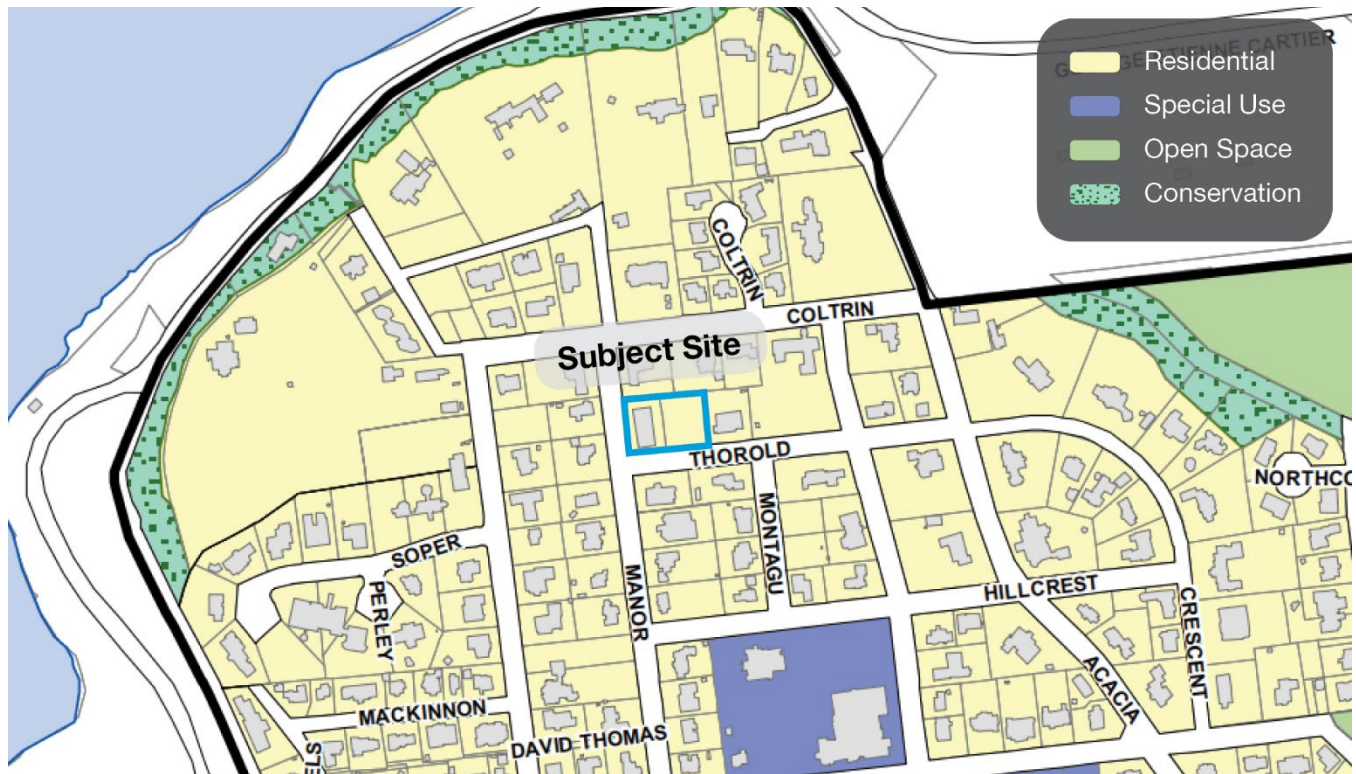 Residential
Special Use
Open Space
Conservation
COLTRIN
COLTRIN
Subject Site
THOROLD
NORTHCO
SOPER
MONTAGU
PERLEY
MANOR
HILLCREST
CRESCENT
ACACIA
MACKINNON
DAVID THOMAS